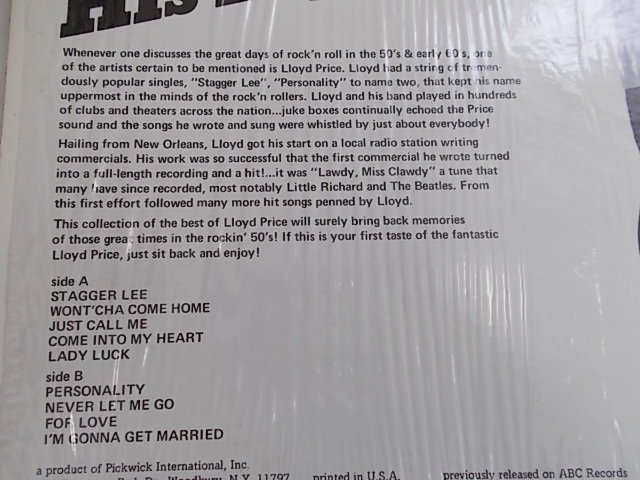 Whenever one discusses the great days of rock'n roll in the 50's & early 60's, one
of the artists certain to be mentioned is Lloyd Price. Lloyd had a string of tremen-
dously popular singles, "Stagger Lee", "Personality" to name two, that kept his name
uppermost in the minds of the rock'n rollers. Lloyd and his band played in hundreds
of clubs and theaters across the nation...juke boxes continually echoed the Price
sound and the songs he wrote and sung were whistled by just about everybody!
Hailing from New Orleans, Lloyd got his start on a local radio station writing
commercials. His work was so successful that the first commercial he wrote turned
into a full-length recording and a hit!...it was "Lawdy, Miss Clawdy" a tune that
many have since recorded, most notably Little Richard and The Beatles. From
this first effort followed many more hit songs penned by Lloyd.
This collection of the best of Lloyd Price will surely bring back memories
of those great times in the rockin' 50's! If this is your first taste of the fantastic
Lloyd Price, just sit back and enjoy!
side A
STAGGER LEE
WONT'CHA COME HOME
JUST CALL ME
COME INTO MY HEART
LADY LUCK
side B
PERSONALITY
NEVER LET ME GO
FOR LOVE
I'M GONNA GET MARRIED
a product of Pickwick International, Inc.
Woodbury, N.Y. 11797
printed in U.S.A.
previously released on ABC Records